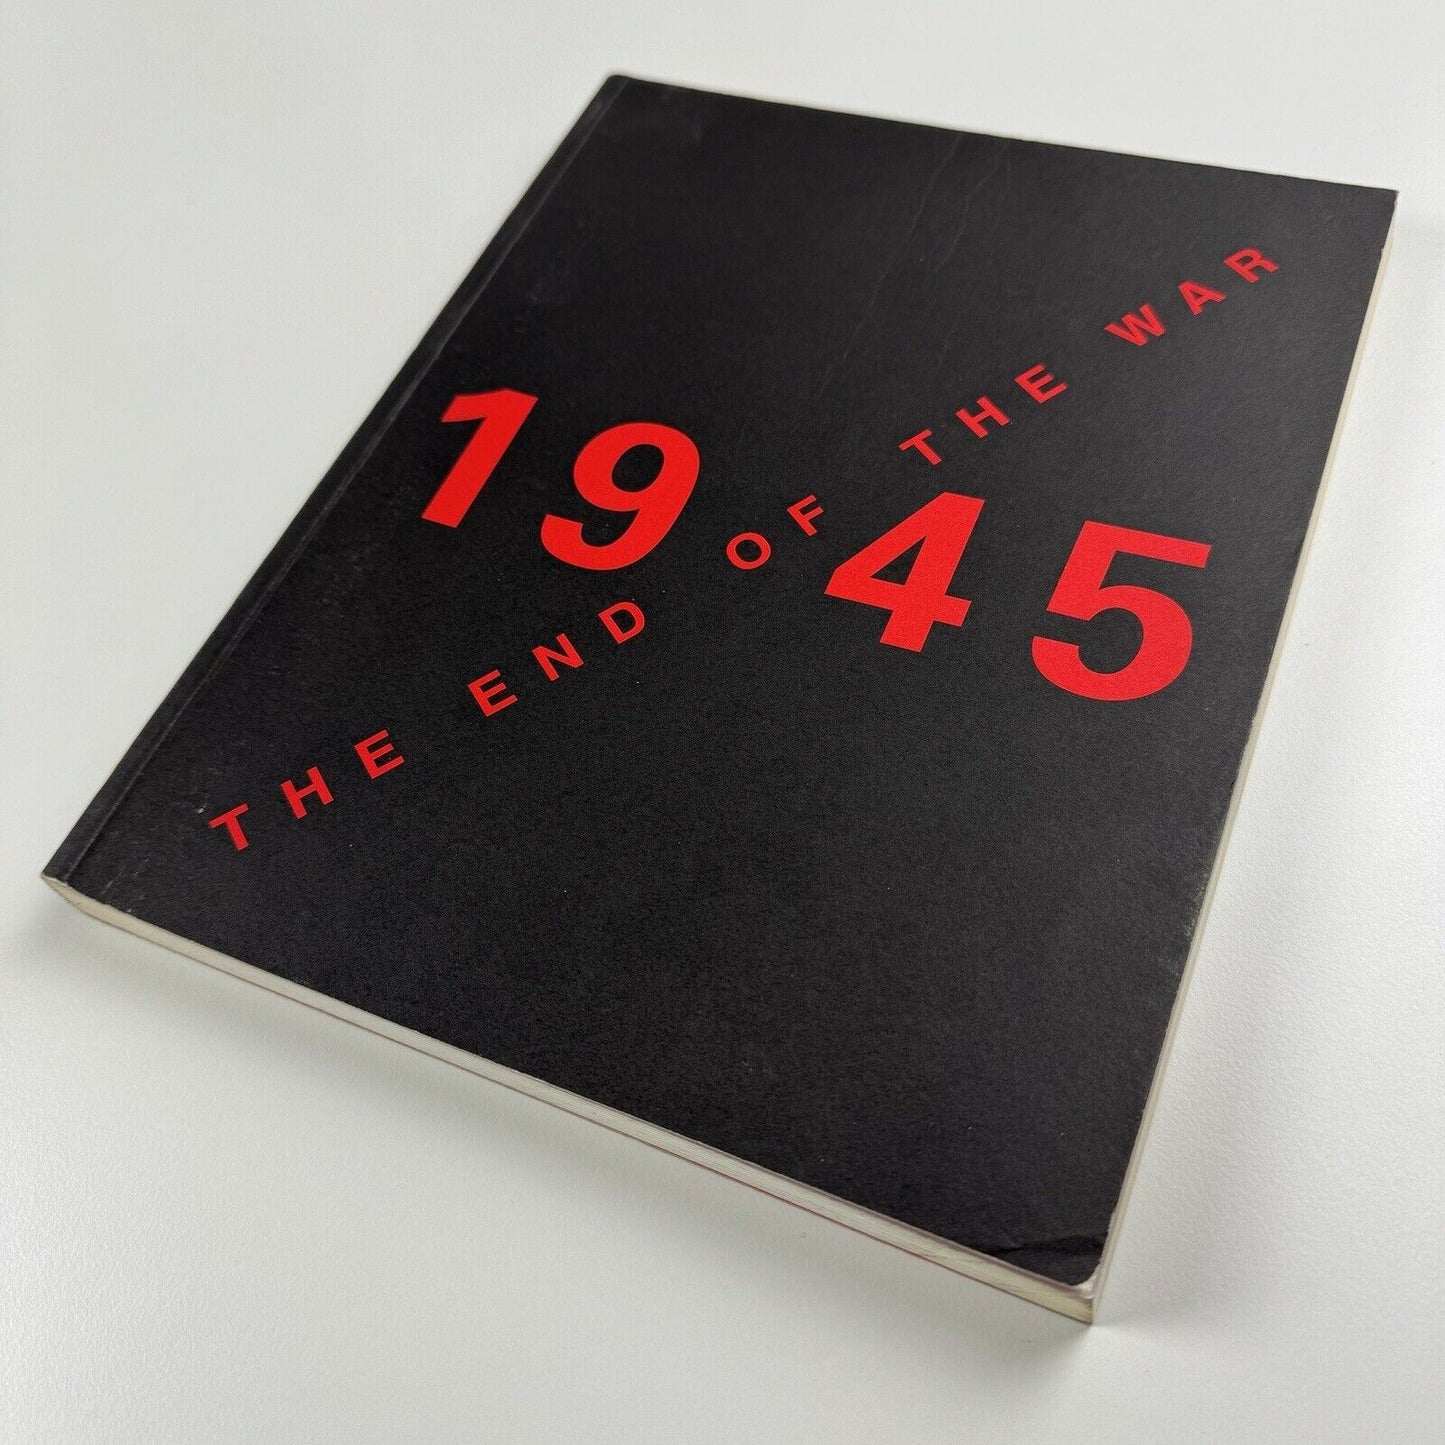 1945
THE END OF THE WAR